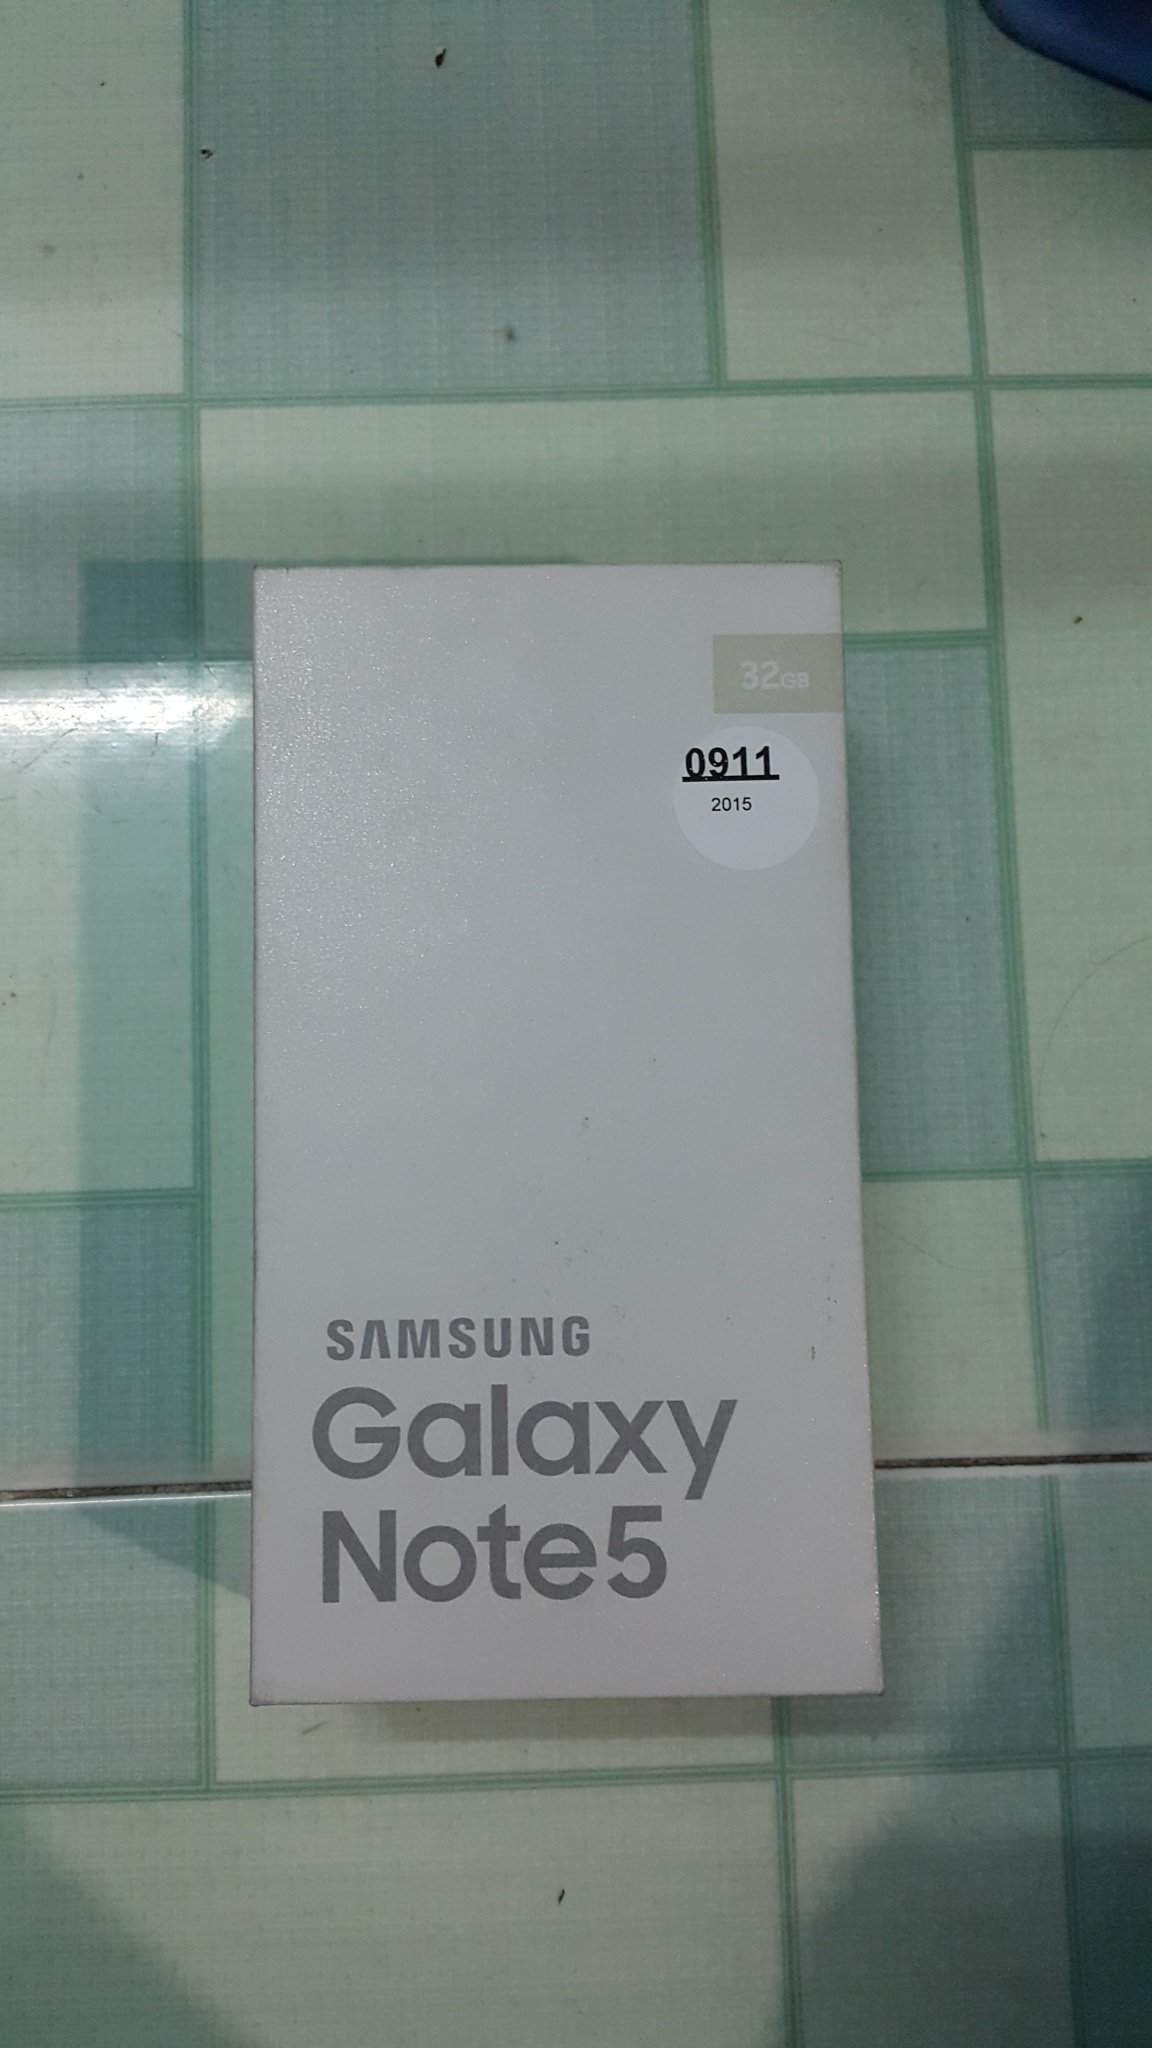 32GB
0911
2015
SAMSUNG
Galaxy
Note5